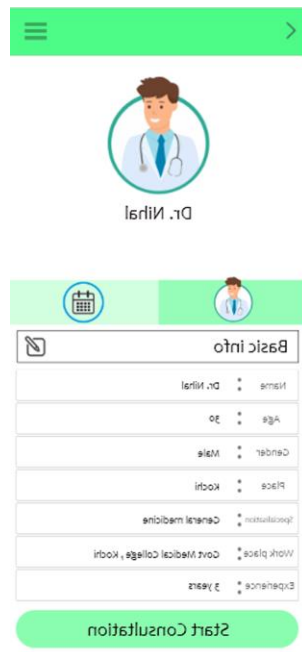 Dr. Nihal
Basic info
Name : Dr. Nihal
Age : 30
Gender : Male
Place : Kochi
Specialisation : General medicine
Work place : Govt Medical College , Kochi
Experience : 3 years
Start Consultation